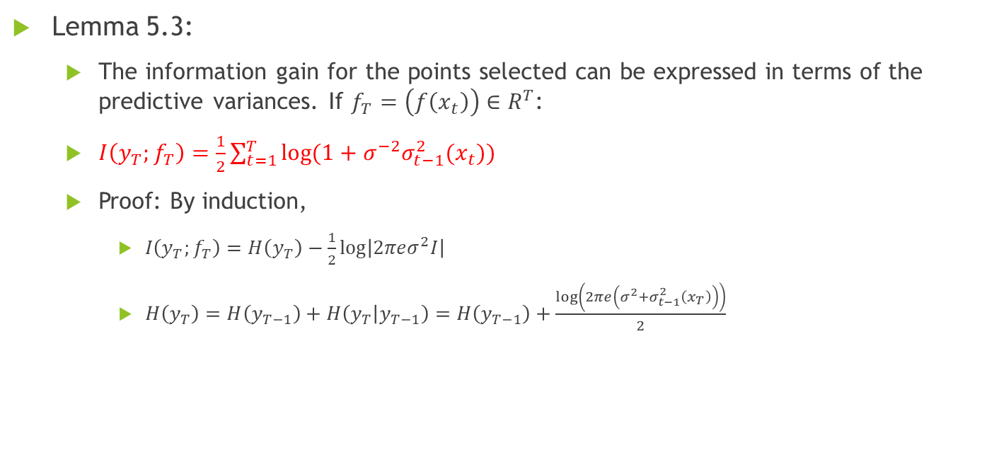 Lemma 5.3:
The information gain for the points selected can be expressed in terms of the
predictive variances. If $f_T = (f(x_t)) \in R^T$:
$I(y_T; f_T) = \frac{1}{2} \sum_{t=1}^{T} \log(1 + \sigma^{-2} \sigma_{t-1}^2(x_t))$
Proof: By induction,
$I(y_T; f_T) = H(y_T) - \frac{1}{2} \log|2\pi e \sigma^2 I|$
$H(y_T) = H(y_{T-1}) + H(y_T|y_{T-1}) = H(y_{T-1}) + \frac{\log\left(2\pi e\left(\sigma^2 + \sigma_{t-1}^2(x_T)\right)\right)}{2}$